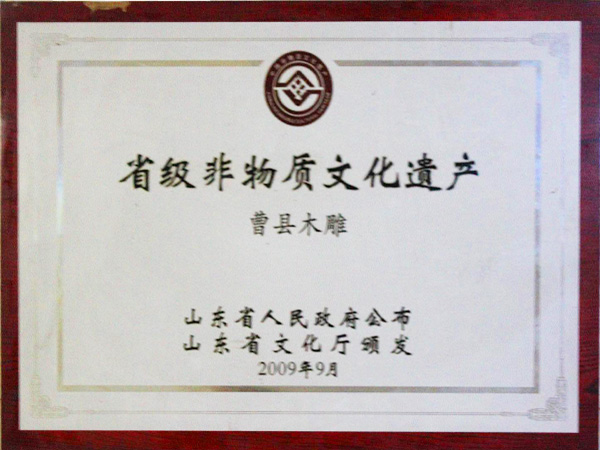 省级非物质文化遗产
曹县木雕
山东省人民政府公布
山东省文化厅颁发
2009年9月